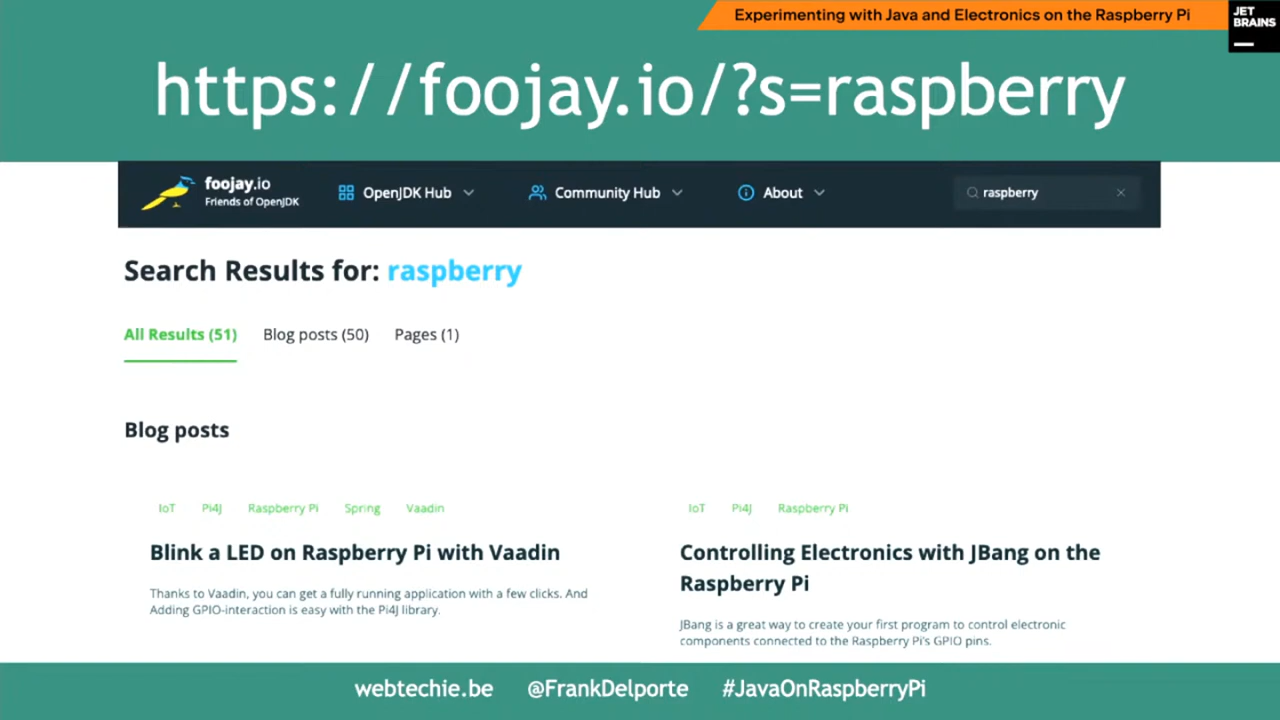 Experimenting with Java and Electronics on the Raspberry Pi
JET
BRAINS
https://foojay.io/?s=raspberry
foojay.io
Friends of OpenJDK
OpenJDK Hub
Community Hub
About
raspberry
Search Results for: raspberry
All Results (51)
Blog posts (50)
Pages (1)
Blog posts
IoT Pi4J Raspberry Pi Spring Vaadin
Blink a LED on Raspberry Pi with Vaadin
Thanks to Vaadin, you can get a fully running application with a few clicks. And
Adding GPIO-interaction is easy with the Pi4J library.
IoT Pi4J Raspberry Pi
Controlling Electronics with JBang on the
Raspberry Pi
JBang is a great way to create your first program to control electronic
components connected to the Raspberry Pi's GPIO pins.
webtechie.be @FrankDelporte #JavaOnRaspberryPi